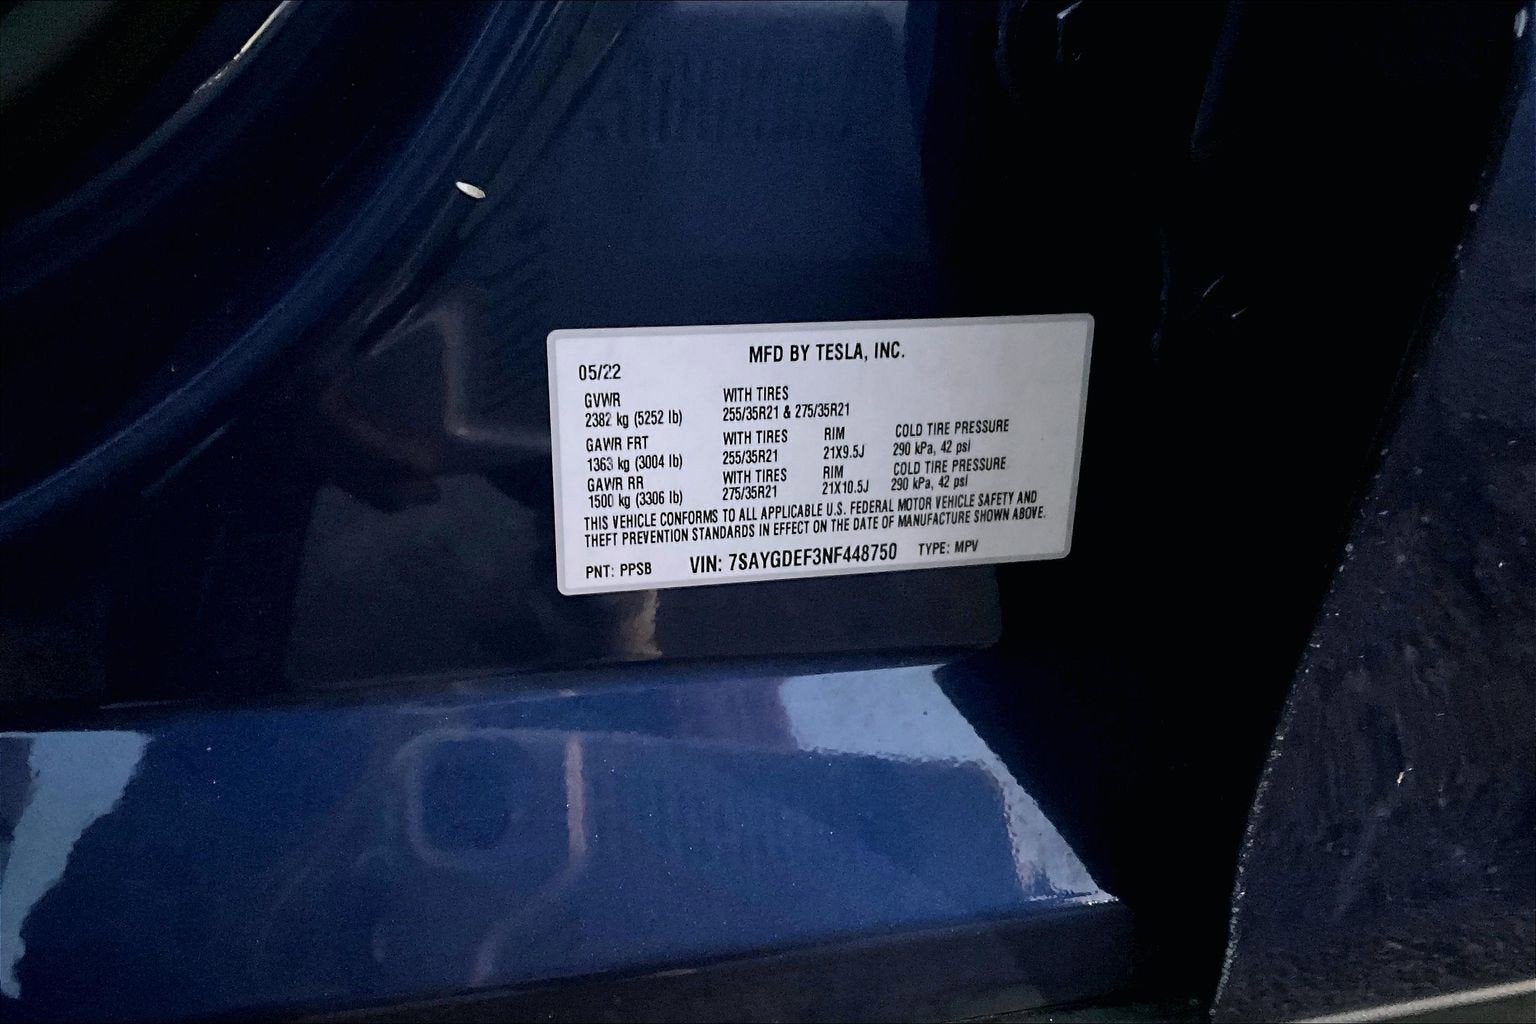 MFD BY TESLA, INC.
05/22
GVWR WITH TIRES
2382 kg (5252 lb) 255/35R21 & 275/35R21
GAWR FRT WITH TIRES RIM COLD TIRE PRESSURE
1363 kg (3004 lb) 255/35R21 21X9.5J 290 kPa, 42 psi
GAWR RR WITH TIRES RIM COLD TIRE PRESSURE
1500 kg (3306 lb) 275/35R21 21X10.5J 290 kPa, 42 psi
THIS VEHICLE CONFORMS TO ALL APPLICABLE U.S. FEDERAL MOTOR VEHICLE SAFETY AND
THEFT PREVENTION STANDARDS IN EFFECT ON THE DATE OF MANUFACTURE SHOWN ABOVE.
PNT: PPSB VIN: 7SAYGDEF3NF448750 TYPE: MPV